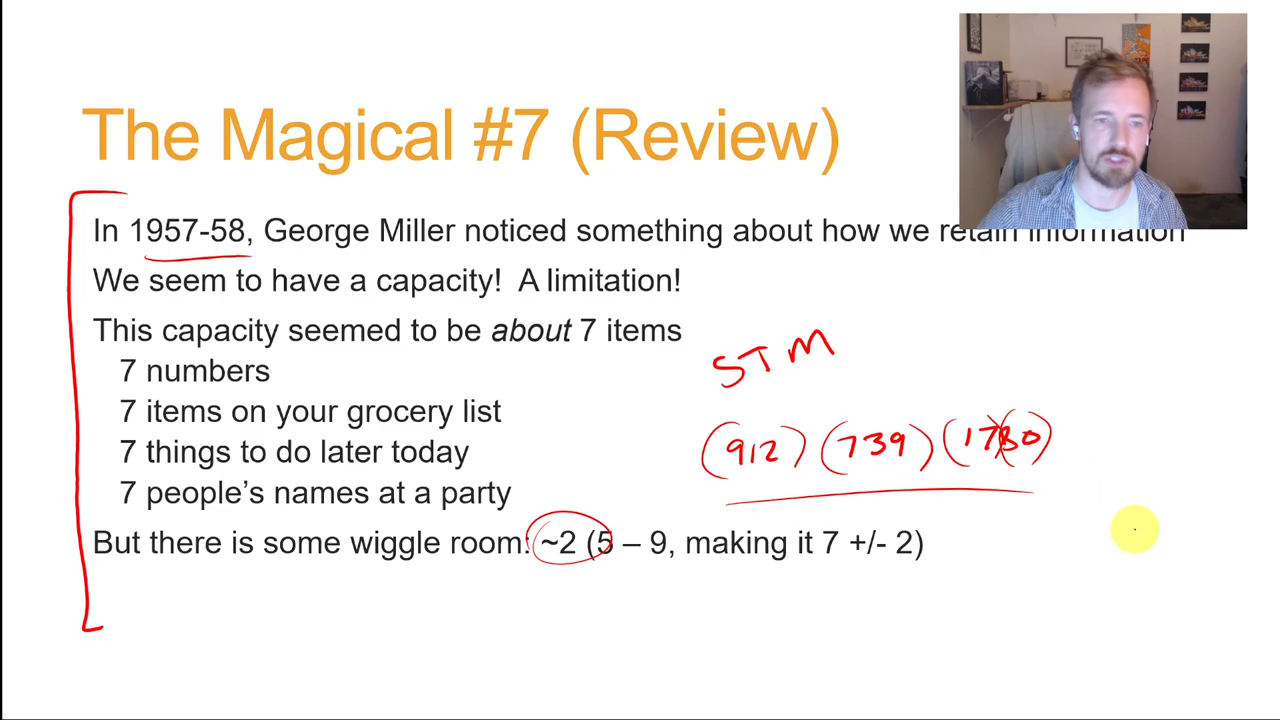 The Magical #7 (Review)
In 1957-58, George Miller noticed something about how we retain information
We seem to have a capacity! A limitation!
This capacity seemed to be about 7 items
7 numbers
7 items on your grocery list
7 things to do later today
7 people's names at a party
But there is some wiggle room: ~2 (5 – 9, making it 7 +/- 2)
STM
(912) (739) (17(80)